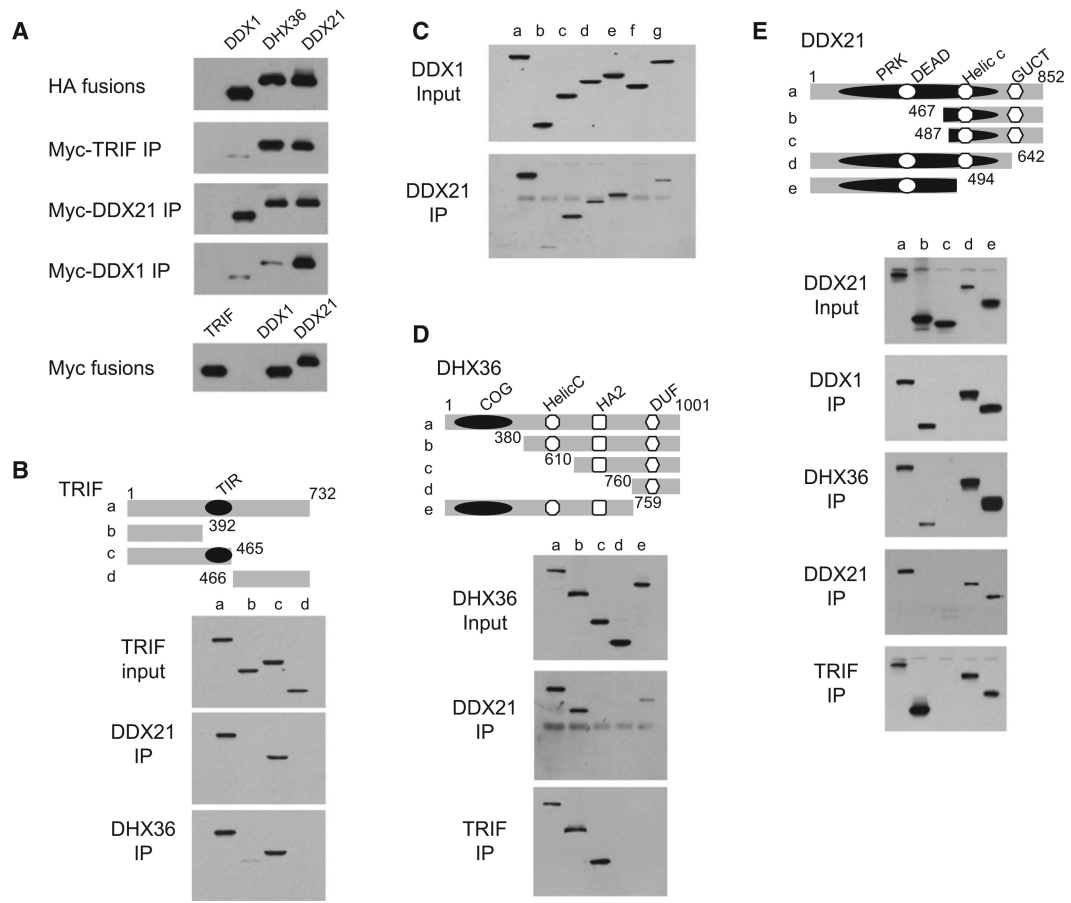 A
DDX1 DHX36 DDX21
HA fusions
Myc-TRIF IP
Myc-DDX21 IP
Myc-DDX1 IP
TRIF DDX1 DDX21
Myc fusions
B
TRIF
1 TIR 732
a
b 392
c 465
d 466
a b c d
TRIF
input
DDX21
IP
DHX36
IP
C
a b c d e f g
DDX1
Input
DDX21
IP
D
DHX36
1 COG HelicC HA2 DUF 1001
a
380 b
610 c
760 d
e 759
a b c d e
DHX36
Input
DDX21
IP
TRIF
IP
E
DDX21
1 PRK DEAD Helic c GUCT 852
a
467 b
487 c
d 642
e 494
a b c d e
DDX21
Input
DDX1
IP
DHX36
IP
DDX21
IP
TRIF
IP